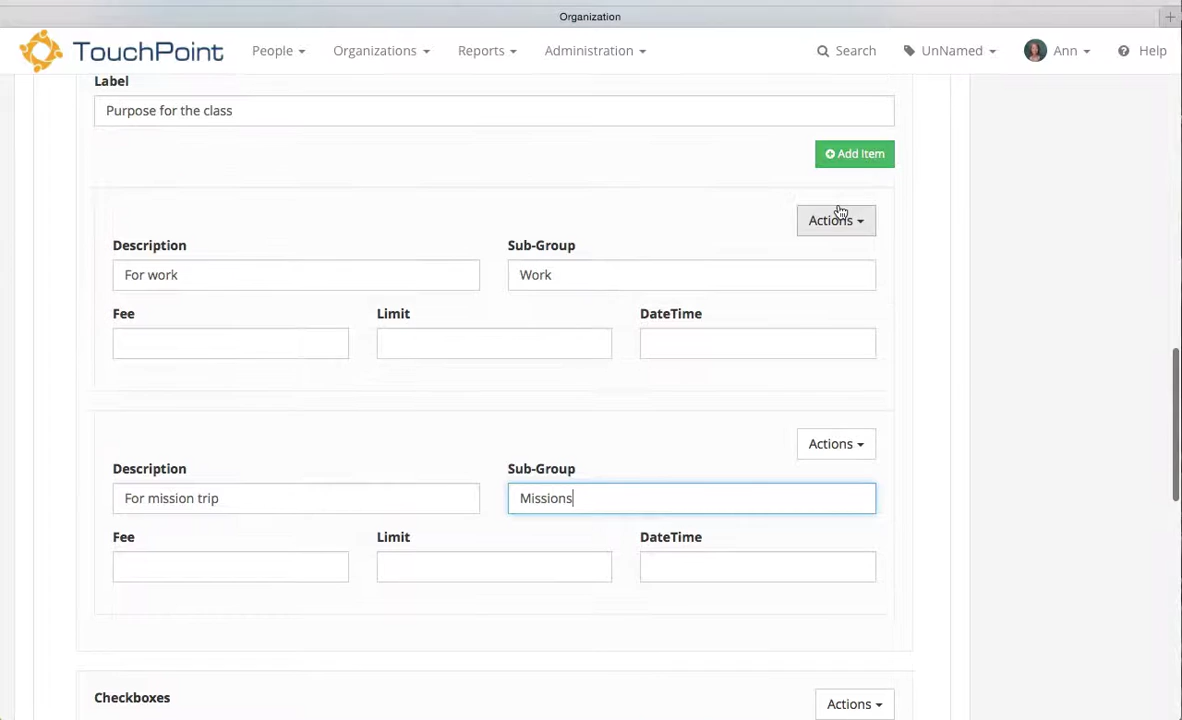 Organization
TouchPoint People Organizations Reports Administration Search UnNamed Ann Help
Label
Purpose for the class
Add Item
Actions
Description Sub-Group
For work Work
Fee Limit DateTime
Actions
Description Sub-Group
For mission trip Missions
Fee Limit DateTime
Checkboxes
Actions